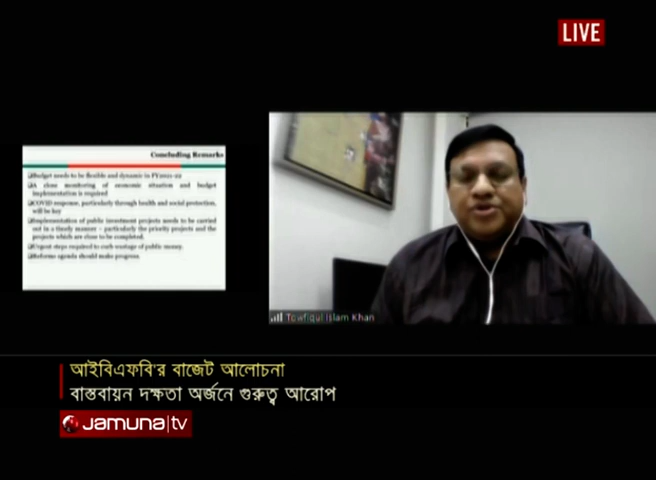 LIVE
Concluding Remarks
Budget needs to be flexible and dynamic in FY2021-22
A close monitoring of economic situation and budget
implementation is required
COVID response, particularly through health and social protection,
will be key
Implementation of public investment projects needs to be carried
out in a timely manner – particularly the priority projects and the
projects which are close to be completed.
Urgent steps required to curb wastage of public money.
Reforms agenda should make progress.
Towfiqul Islam Khan
আইবিএফবি'র বাজেট আলোচনা
বাস্তবায়ন দক্ষতা অর্জনে গুরুত্ব আরোপ
Jamuna|tv